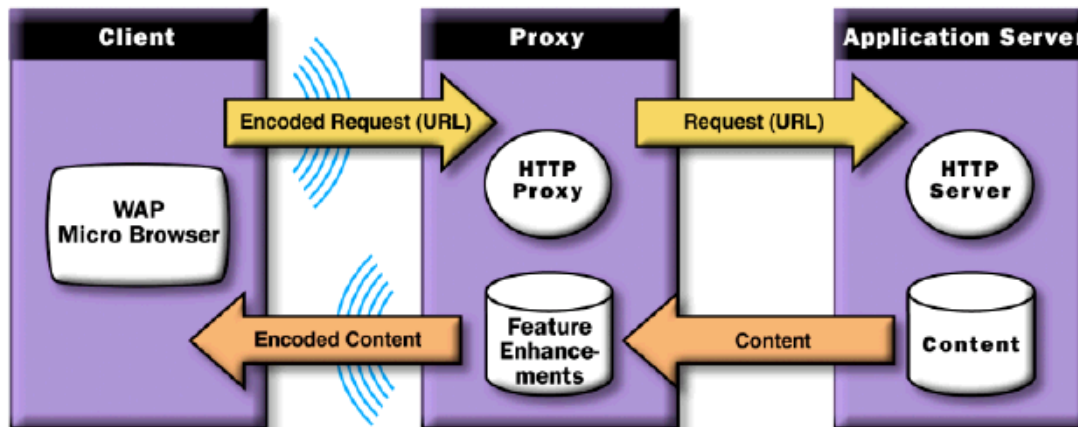 Client
Proxy
Application Server
Encoded Request (URL)
Request (URL)
WAP
Micro Browser
HTTP
Proxy
HTTP
Server
Encoded Content
Feature
Enhance-
ments
Content
Content